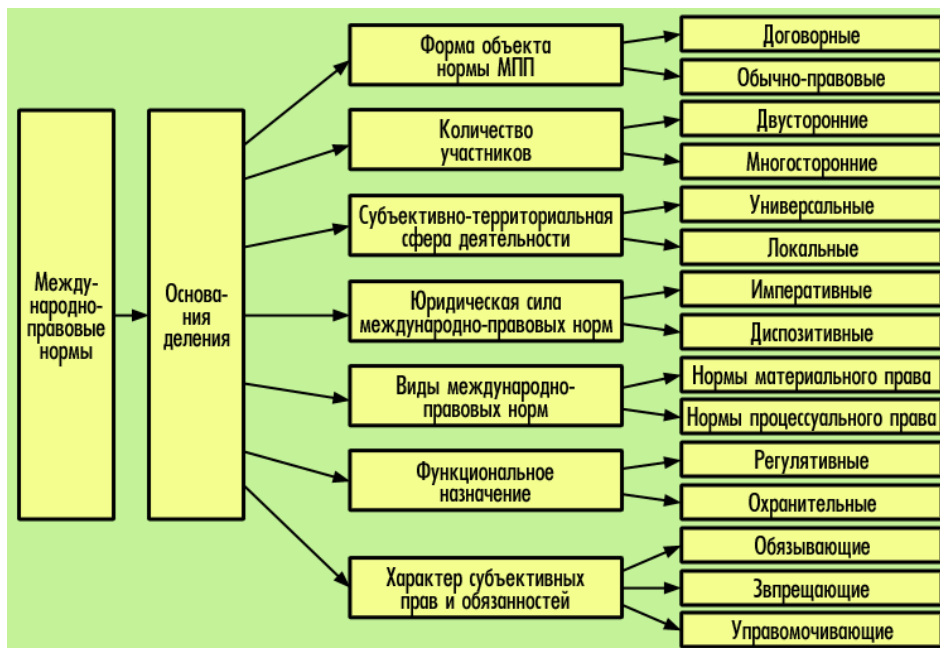 Между-
народно-
правовые
нормы
Основа-
ния
деления
Форма объекта
нормы МПП
Договорные
Обычно-правовые
Количество
участников
Двусторонние
Многосторонние
Субъективно-территориальная
сфера деятельности
Универсальные
Локальные
Юридическая сила
международно-правовых норм
Императивные
Диспозитивные
Виды международно-
правовых норм
Нормы материального права
Нормы процессуального права
Функциональное
назначение
Регулятивные
Охранительные
Характер субъективных
прав и обязанностей
Обязывающие
Звпрещающие
Управомочивающие